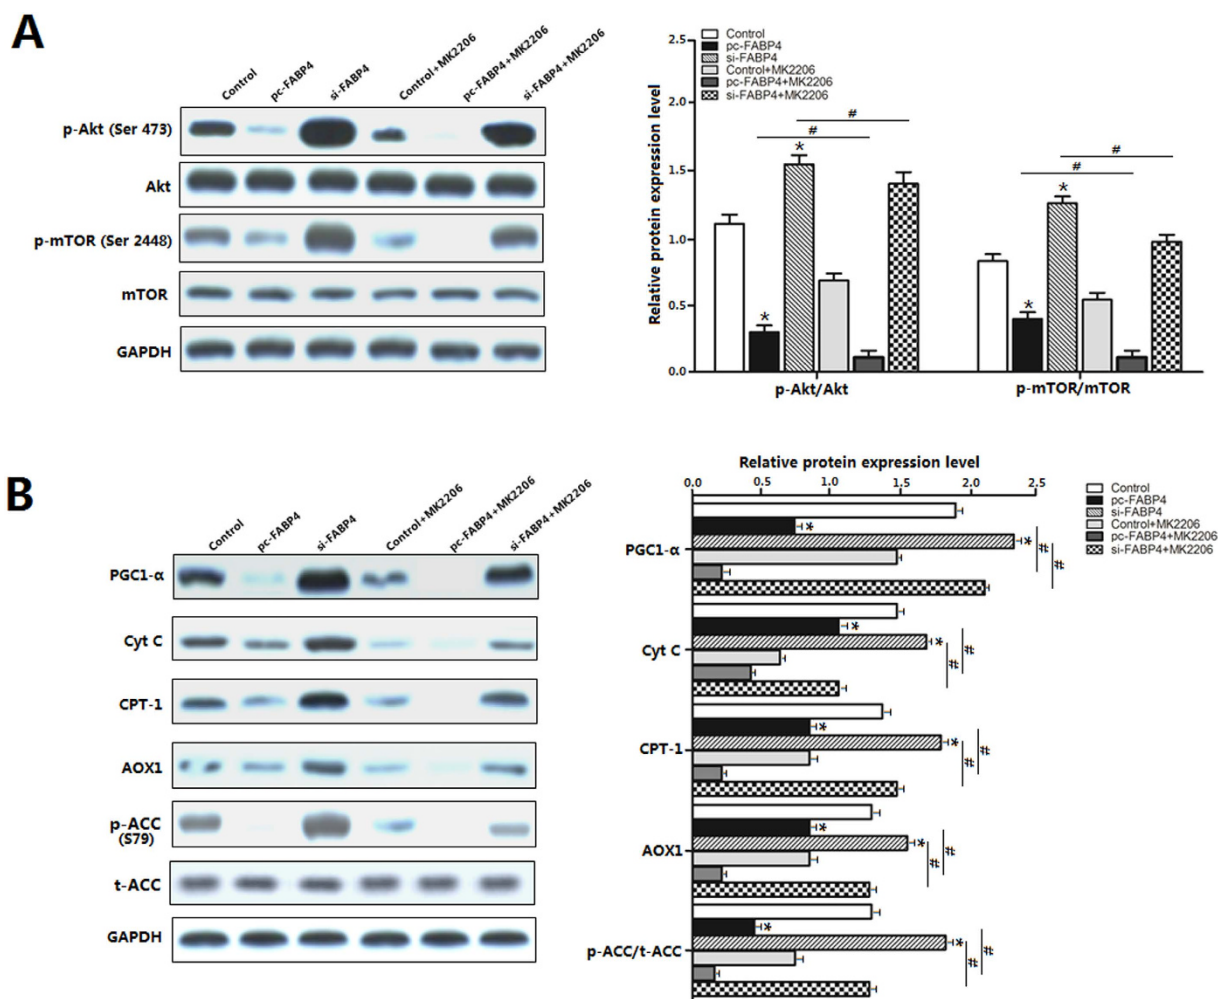 A
Control
pc-FABP4
si-FABP4
Control+MK2206
pc-FABP4+MK2206
si-FABP4+MK2206
p-Akt (Ser 473)
Akt
p-mTOR (Ser 2448)
mTOR
GAPDH
Relative protein expression level
2.5
2.0
1.5
1.0
0.5
0.0
Control
pc-FABP4
si-FABP4
Control+MK2206
pc-FABP4+MK2206
si-FABP4+MK2206
#
#
*
*
#
#
*
*
p-Akt/Akt
p-mTOR/mTOR
B
Control
pc-FABP4
si-FABP4
Control+MK2206
pc-FABP4+MK2206
si-FABP4+MK2206
PGC1-α
Cyt C
CPT-1
AOX1
p-ACC
(S79)
t-ACC
GAPDH
Relative protein expression level
0.0 0.5 1.0 1.5 2.0 2.5
Control
pc-FABP4
si-FABP4
Control+MK2206
pc-FABP4+MK2206
si-FABP4+MK2206
PGC1-α
*
*
# #
Cyt C
*
*
# #
CPT-1
*
*
# #
AOX1
*
*
# #
p-ACC/t-ACC
*
*
# #